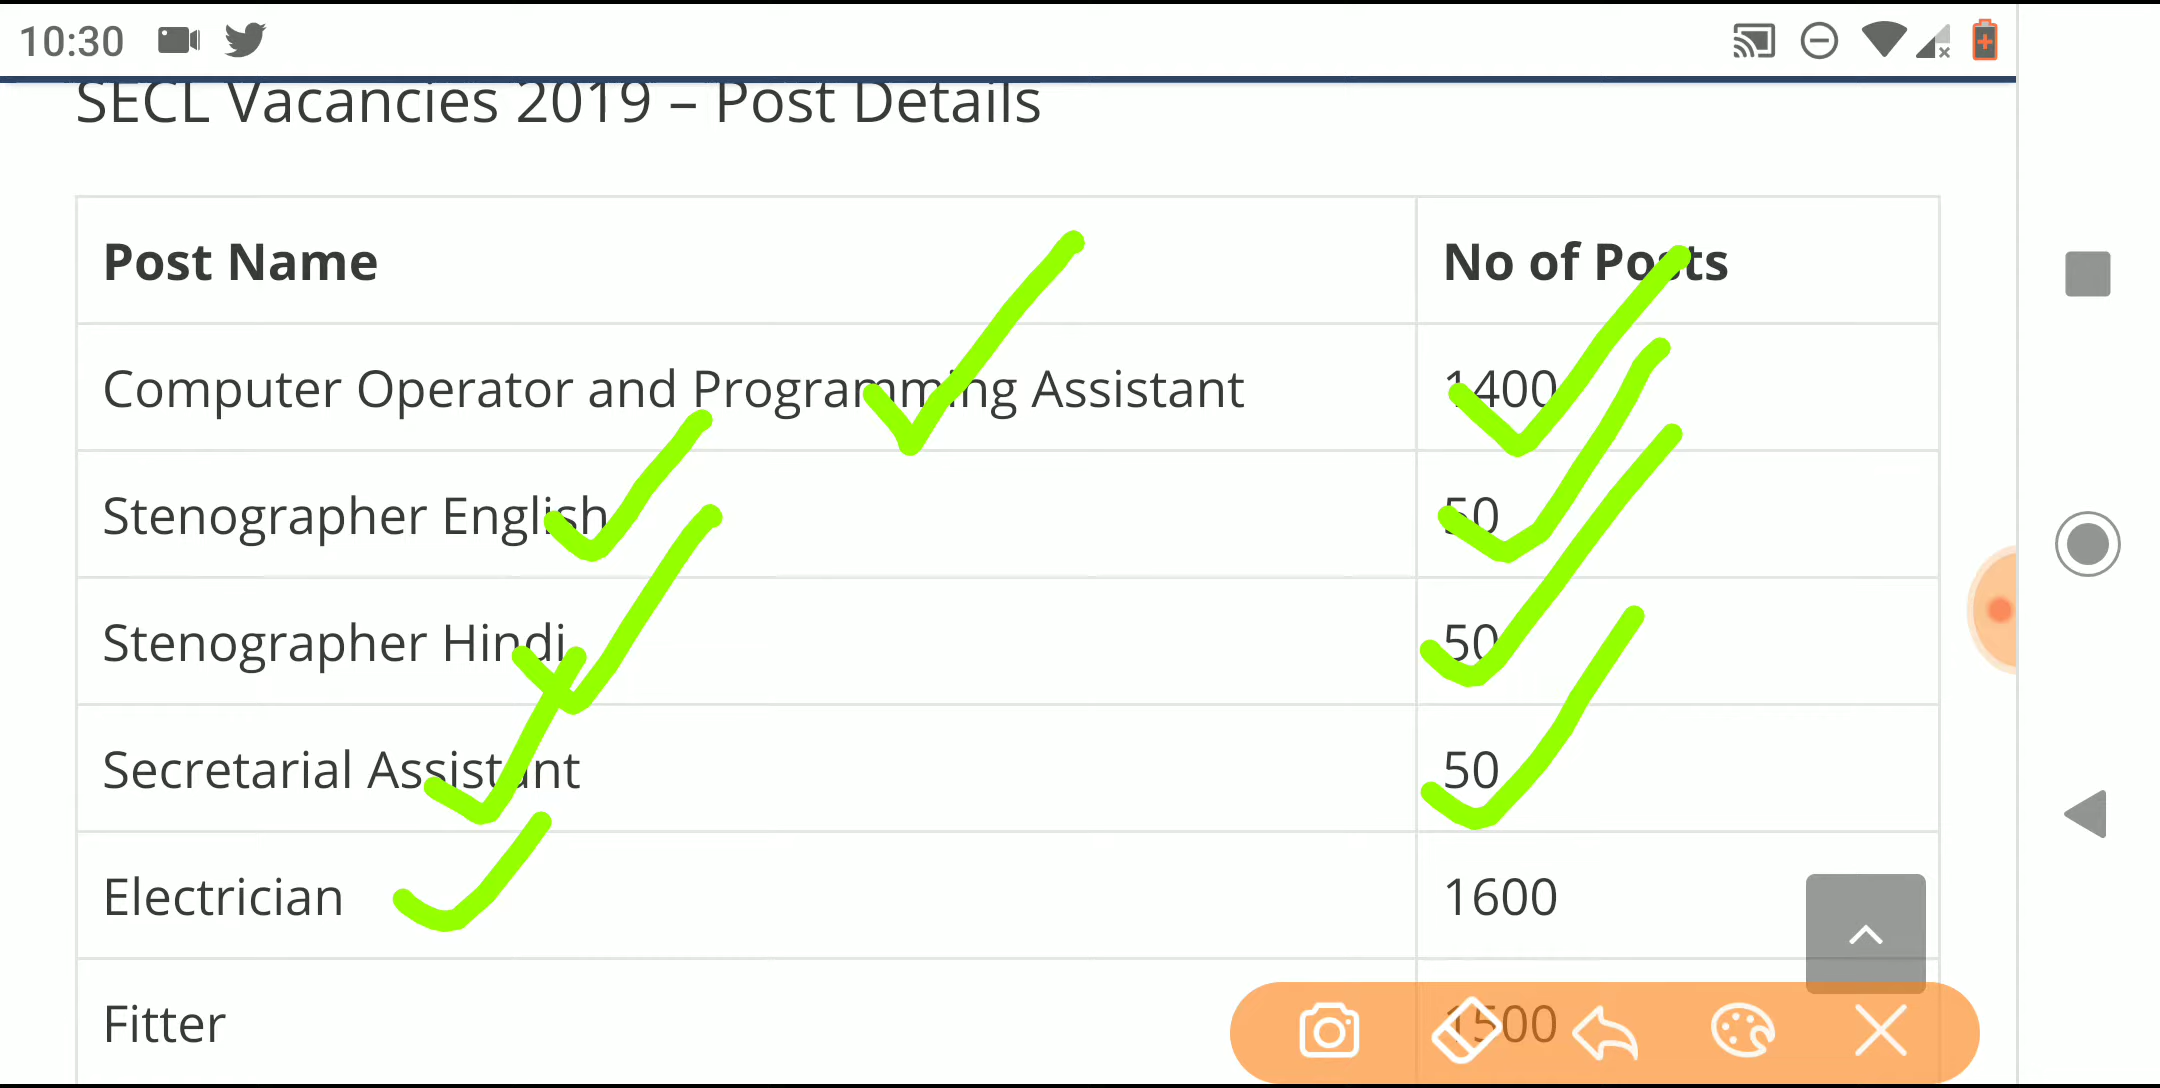 10:30
SECL Vacancies 2019 – Post Details
Post Name No of Posts
Computer Operator and Programming Assistant 1400
Stenographer English 50
Stenographer Hindi 50
Secretarial Assistant 50
Electrician 1600
Fitter 1500